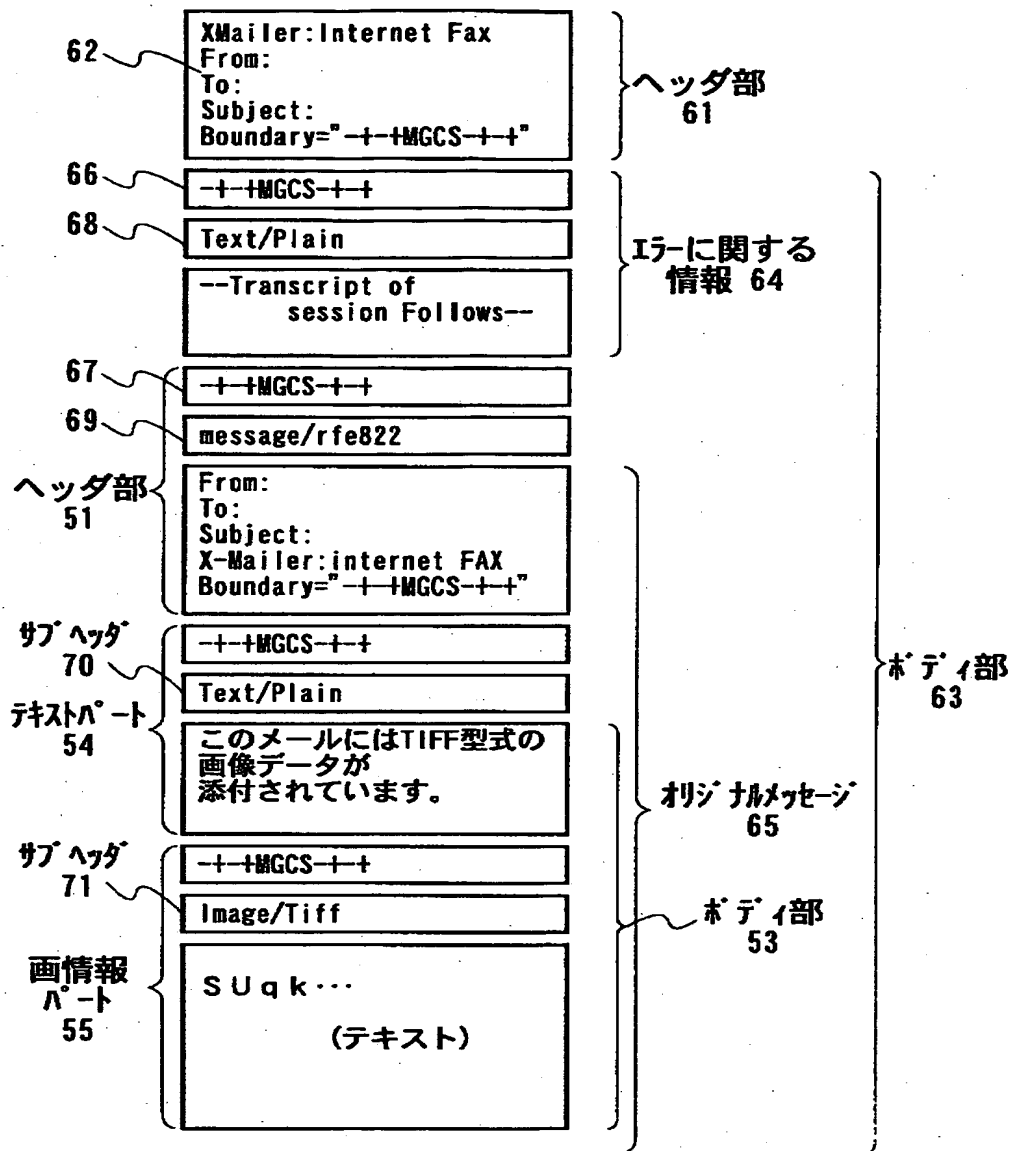 XMailer:Internet Fax
From:
To:
Subject:
Boundary="-+-+MGCS-+-+"
62
ヘッダ部
61
66
-+-+MGCS-+-+
68
Text/Plain
--Transcript of
session Follows--
エラーに関する
情報 64
67
-+-+MGCS-+-+
69
message/rfe822
ヘッダ部
51
From:
To:
Subject:
X-Mailer:internet FAX
Boundary="-+-+MGCS-+-+"
サブヘッダ
70
-+-+MGCS-+-+
Text/Plain
テキストパート
54
このメールにはTIFF型式の
画像データが
添付されています。
ボディ部
63
オリジナルメッセージ
65
サブヘッダ
71
-+-+MGCS-+-+
Image/Tiff
ボディ部
53
画情報
パート
55
SUqk…
(テキスト)